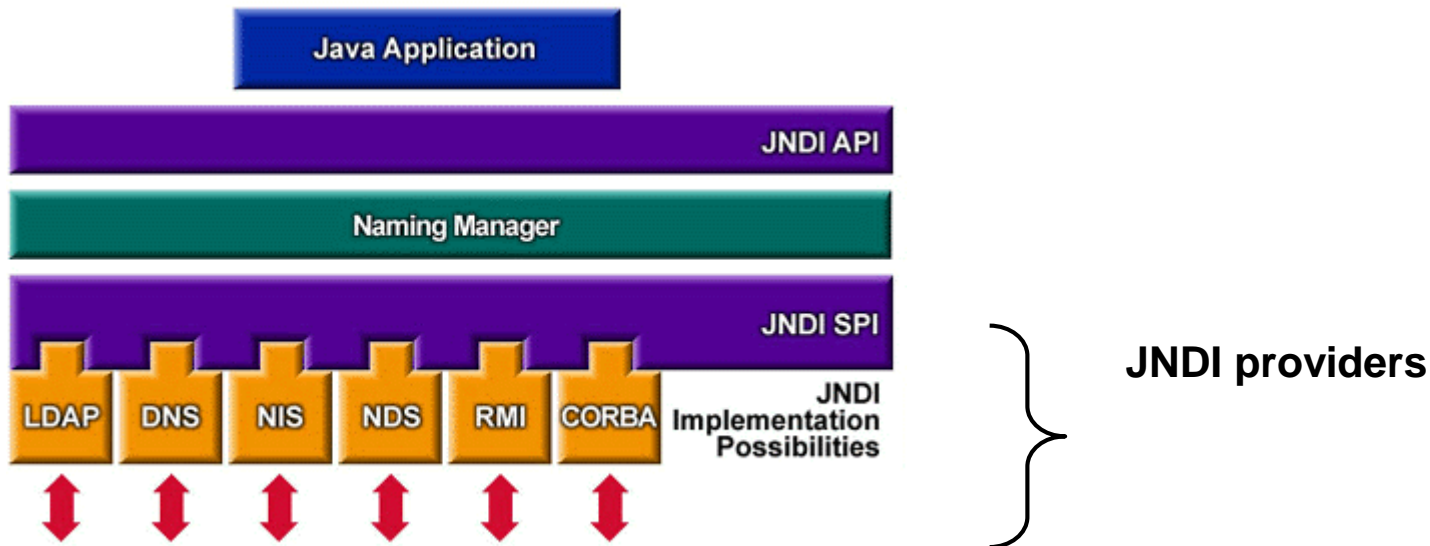 Java Application
JNDI API
Naming Manager
JNDI SPI
JNDI providers
LDAP DNS NIS NDS RMI CORBA
JNDI
Implementation
Possibilities